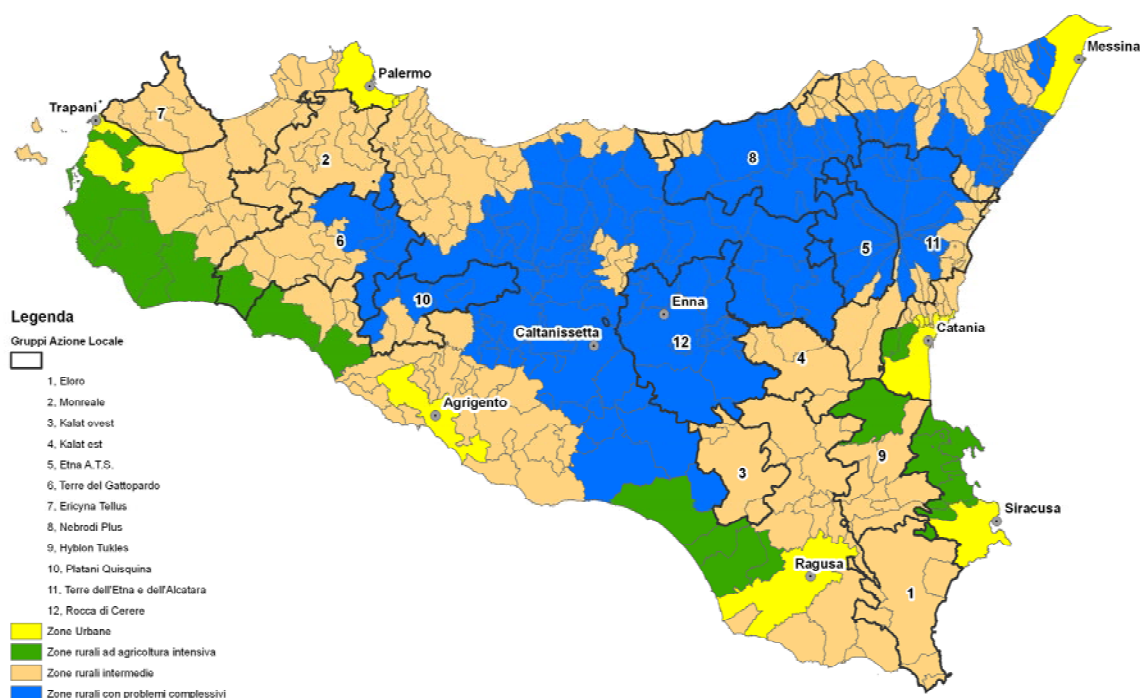 Messina
Palermo
Trapani
7
2
8
6
5
11
10
Enna
Caltanissetta
12
Catania
4
Agrigento
3
9
Siracusa
Ragusa
1
Legenda
Gruppi Azione Locale
1, Eloro
2, Monreale
3, Kalat ovest
4, Kalat est
5, Etna A.T.S.
6, Terre del Gattopardo
7, Ericyna Tellus
8, Nebrodi Plus
9, Hyblon Tukles
10, Platani Quisquina
11, Terre dell'Etna e dell'Alcatara
12, Rocca di Cerere
Zone Urbane
Zone rurali ad agricoltura intensiva
Zone rurali intermedie
Zone rurali con problemi complessivi